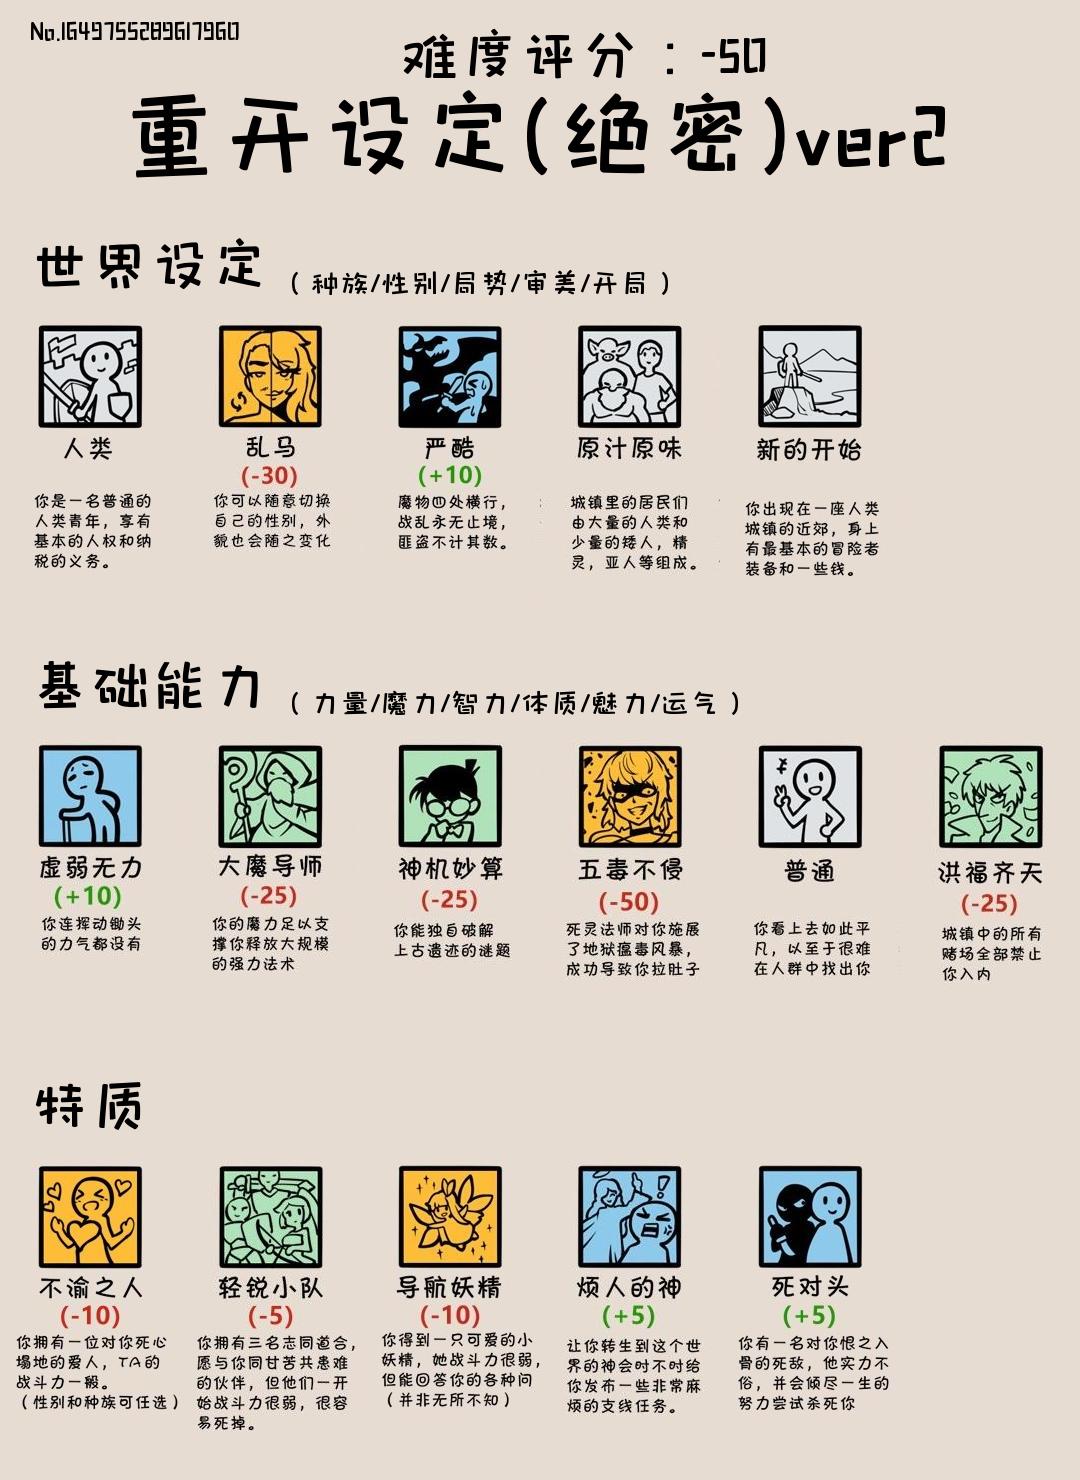 No.1649755289617960
难度评分：-50
重开设定(绝密)ver2
世界设定（种族/性别/局势/审美/开局）
人类
你是一名普通的
人类青年，享有
基本的人权和纳
税的义务。
乱马
(-30)
你可以随意切换
自己的性别，外
貌也会随之变化
严酷
(+10)
魔物四处横行，
战乱永无止境，
匪盗不计其数。
原汁原味
城镇里的居民们
由大量的人类和
少量的矮人，精
灵，亚人等组成。
新的开始
你出现在一座人类
城镇的近郊，身上
有最基本的冒险者
装备和一些钱。
基础能力（力量/魔力/智力/体质/魅力/运气）
虚弱无力
(+10)
你连挥动锄头
的力气都没有
大魔导师
(-25)
你的魔力足以支
撑你释放大规模
的强力法术
神机妙算
(-25)
你能独自破解
上古遗迹的谜题
五毒不侵
(-50)
死灵法师对你施展
了地狱瘟毒风暴，
成功导致你拉肚子
普通
你看上去如此平
凡，以至于很难
在人群中找出你
洪福齐天
(-25)
城镇中的所有
赌场全部禁止
你入内
特质
不渝之人
(-10)
你拥有一位对你死心
塌地的爱人，TA的
战斗力一般。
（性别和种族可任选）
轻锐小队
(-5)
你拥有三名志同道合，
愿与你同甘苦共患难
的伙伴，但他们一开
始战斗力很弱，很容
易死掉。
导航妖精
(-10)
你得到一只可爱的小
妖精，她战斗力很弱，
但能回答你的各种问
（并非无所不知）
烦人的神
(+5)
让你转生到这个世
界的神会时不时给
你发布一些非常麻
烦的支线任务。
死对头
(+5)
你有一名对你恨之入
骨的死敌，他实力不
俗，并会倾尽一生的
努力尝试杀死你